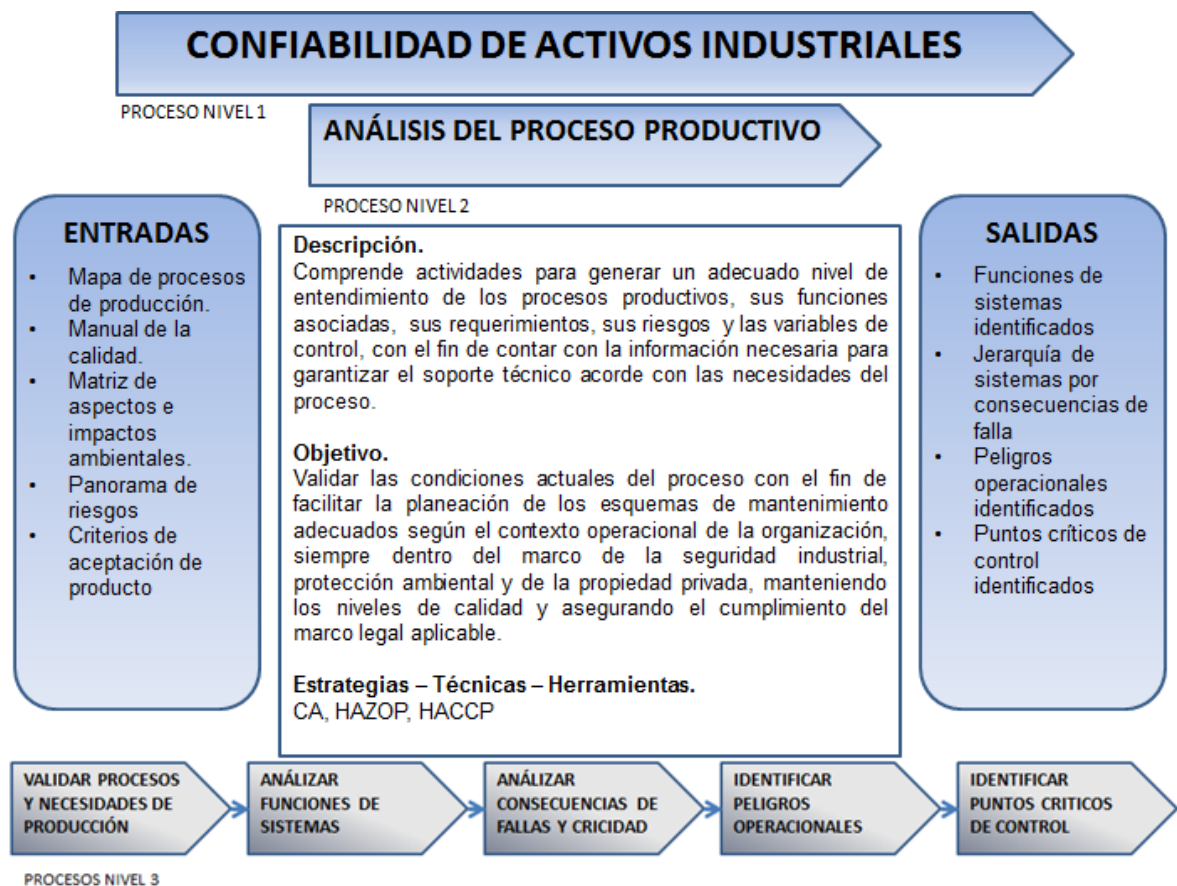 CONFIABILIDAD DE ACTIVOS INDUSTRIALES
PROCESO NIVEL 1
ANÁLISIS DEL PROCESO PRODUCTIVO
PROCESO NIVEL 2
ENTRADAS
• Mapa de procesos
de producción.
• Manual de la
calidad.
• Matriz de
aspectos e
impactos
ambientales.
• Panorama de
riesgos
• Criterios de
aceptación de
producto
Descripción.
Comprende actividades para generar un adecuado nivel de
entendimiento de los procesos productivos, sus funciones
asociadas, sus requerimientos, sus riesgos y las variables de
control, con el fin de contar con la información necesaria para
garantizar el soporte técnico acorde con las necesidades del
proceso.
Objetivo.
Validar las condiciones actuales del proceso con el fin de
facilitar la planeación de los esquemas de mantenimiento
adecuados según el contexto operacional de la organización,
siempre dentro del marco de la seguridad industrial,
protección ambiental y de la propiedad privada, manteniendo
los niveles de calidad y asegurando el cumplimiento del
marco legal aplicable.
Estrategias – Técnicas – Herramientas.
CA, HAZOP, HACCP
SALIDAS
• Funciones de
sistemas
identificados
• Jerarquía de
sistemas por
consecuencias de
falla
• Peligros
operacionales
identificados
• Puntos críticos de
control
identificados
VALIDAR PROCESOS
Y NECESIDADES DE
PRODUCCIÓN
ANÁLIZAR
FUNCIONES DE
SISTEMAS
ANÁLIZAR
CONSECUENCIAS DE
FALLAS Y CRICIDAD
IDENTIFICAR
PELIGROS
OPERACIONALES
IDENTIFICAR
PUNTOS CRITICOS
DE CONTROL
PROCESOS NIVEL 3